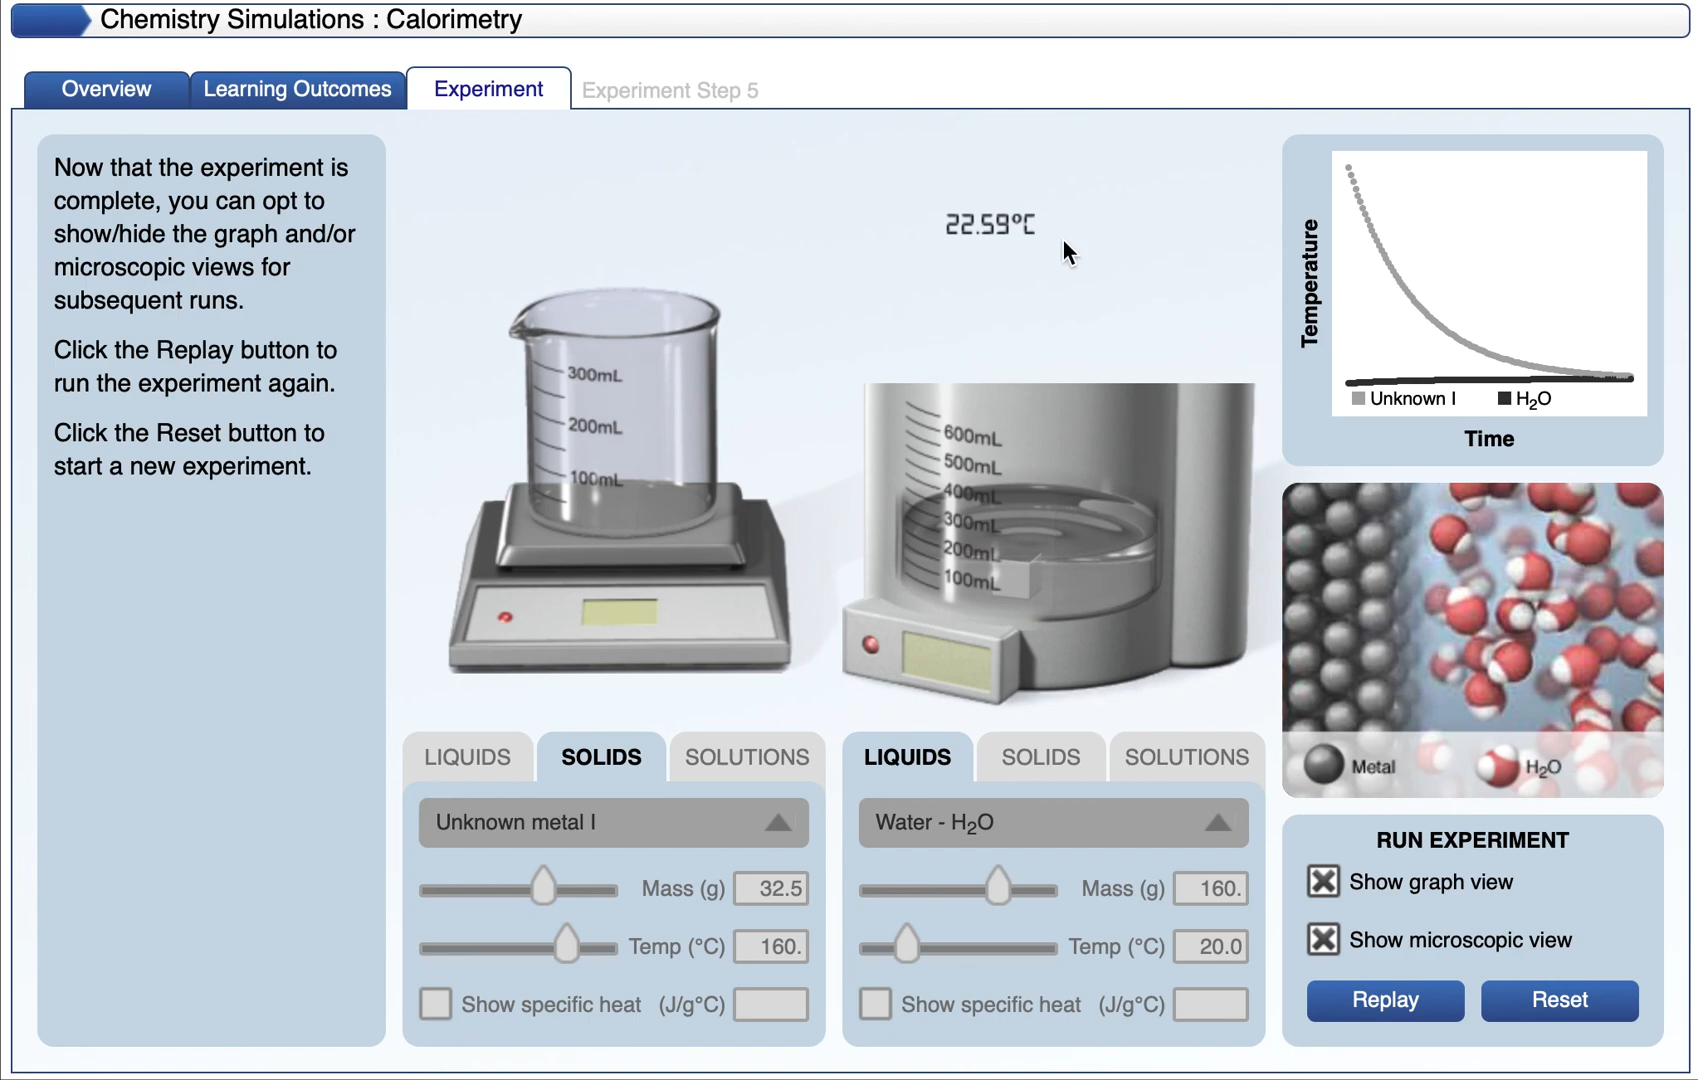 Chemistry Simulations : Calorimetry
Overview
Learning Outcomes
Experiment
Experiment Step 5
Now that the experiment is
complete, you can opt to
show/hide the graph and/or
microscopic views for
subsequent runs.
Click the Replay button to
run the experiment again.
Click the Reset button to
start a new experiment.
22.59°C
300mL
200mL
100mL
600mL
500mL
400mL
300mL
200mL
100mL
Temperature
Unknown I
H₂O
Time
Metal
H₂O
LIQUIDS
SOLIDS
SOLUTIONS
Unknown metal I
Mass (g) 32.5
Temp (°C) 160.
Show specific heat (J/g°C)
LIQUIDS
SOLIDS
SOLUTIONS
Water - H₂O
Mass (g) 160.
Temp (°C) 20.0
Show specific heat (J/g°C)
RUN EXPERIMENT
Show graph view
Show microscopic view
Replay
Reset